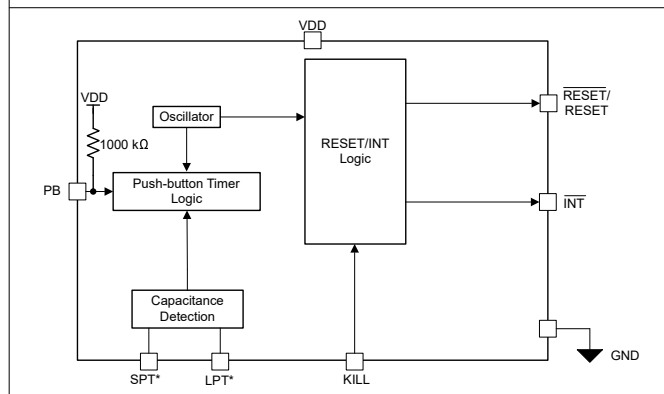 VDD
VDD
1000 kΩ
Oscillator
RESET/INT
Logic
RESET/
RESET
PB
Push-button Timer
Logic
INT
Capacitance
Detection
SPT*
LPT*
KILL
GND